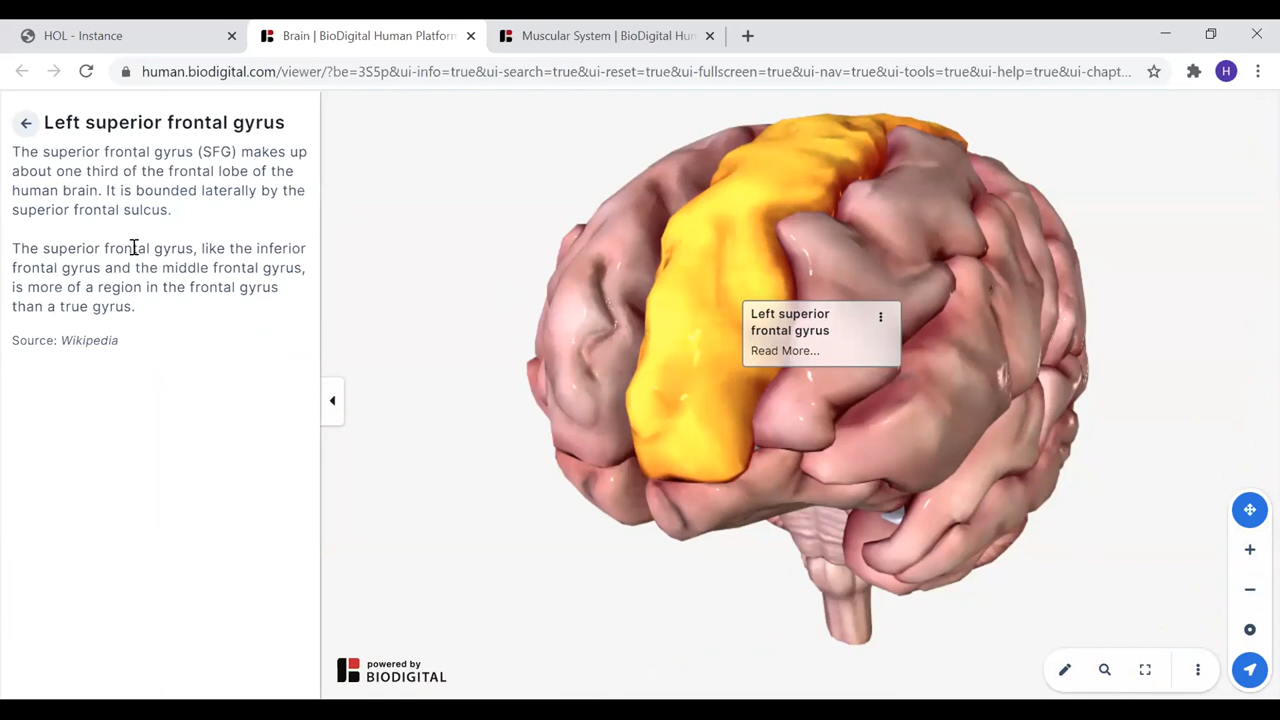 HOL - Instance
Brain | BioDigital Human Platform
Muscular System | BioDigital Hum
human.biodigital.com/viewer/?be=3S5p&ui-info=true&ui-search=true&ui-reset=true&ui-fullscreen=true&ui-nav=true&ui-tools=true&ui-help=true&ui-chapt...
H
Left superior frontal gyrus
The superior frontal gyrus (SFG) makes up
about one third of the frontal lobe of the
human brain. It is bounded laterally by the
superior frontal sulcus.
The superior frontal gyrus, like the inferior
frontal gyrus and the middle frontal gyrus,
is more of a region in the frontal gyrus
than a true gyrus.
Source: Wikipedia
Left superior
frontal gyrus
Read More...
powered by
BIODIGITAL